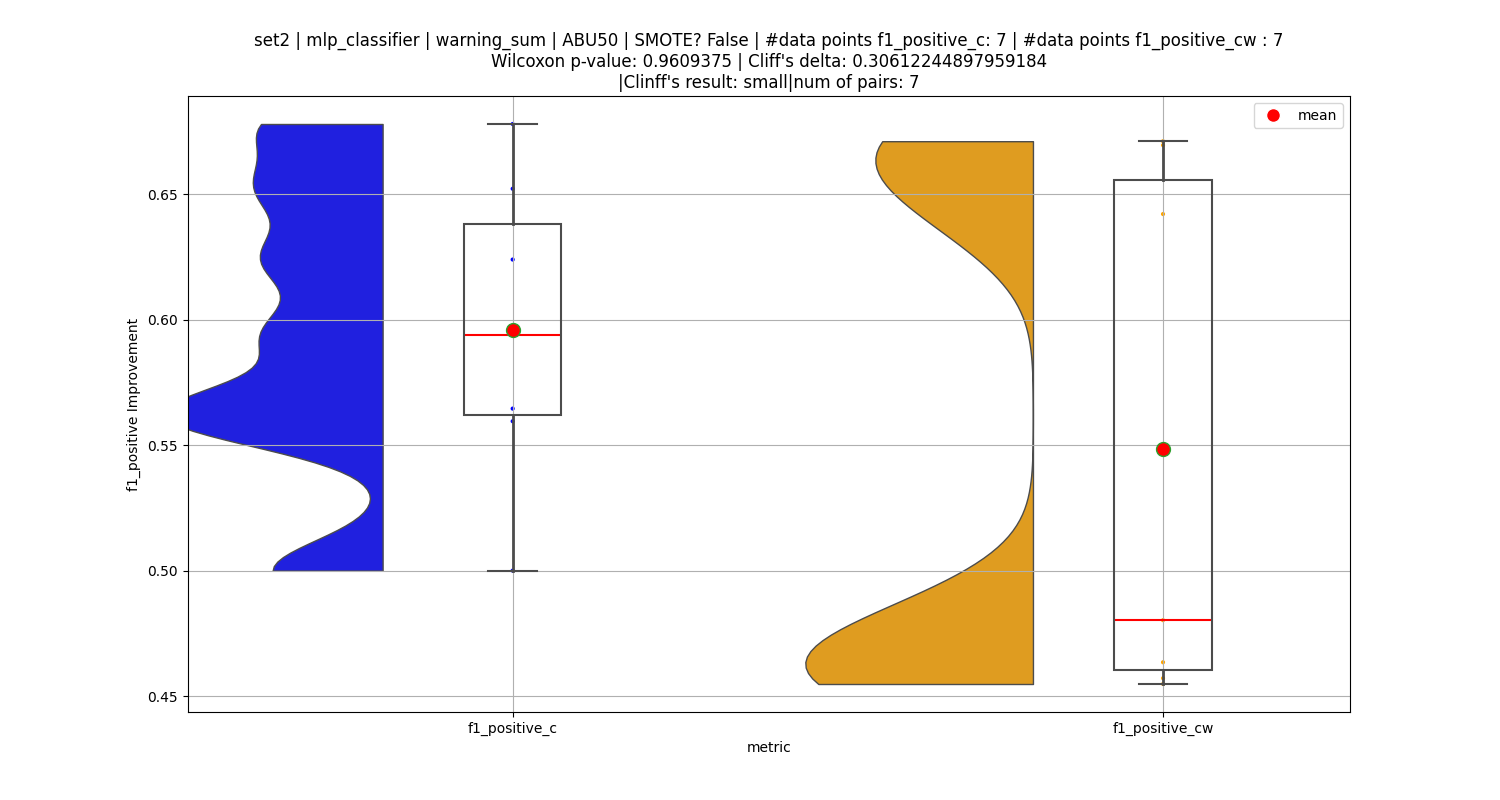 set2 | mlp_classifier | warning_sum | ABU50 | SMOTE? False | #data points f1_positive_c: 7 | #data points f1_positive_cw : 7
Wilcoxon p-value: 0.9609375 | Cliff's delta: 0.30612244897959184
|Clinff's result: small|num of pairs: 7
mean
0.65
0.60
0.55
0.50
0.45
f1_positive Improvement
f1_positive_c
f1_positive_cw
metric